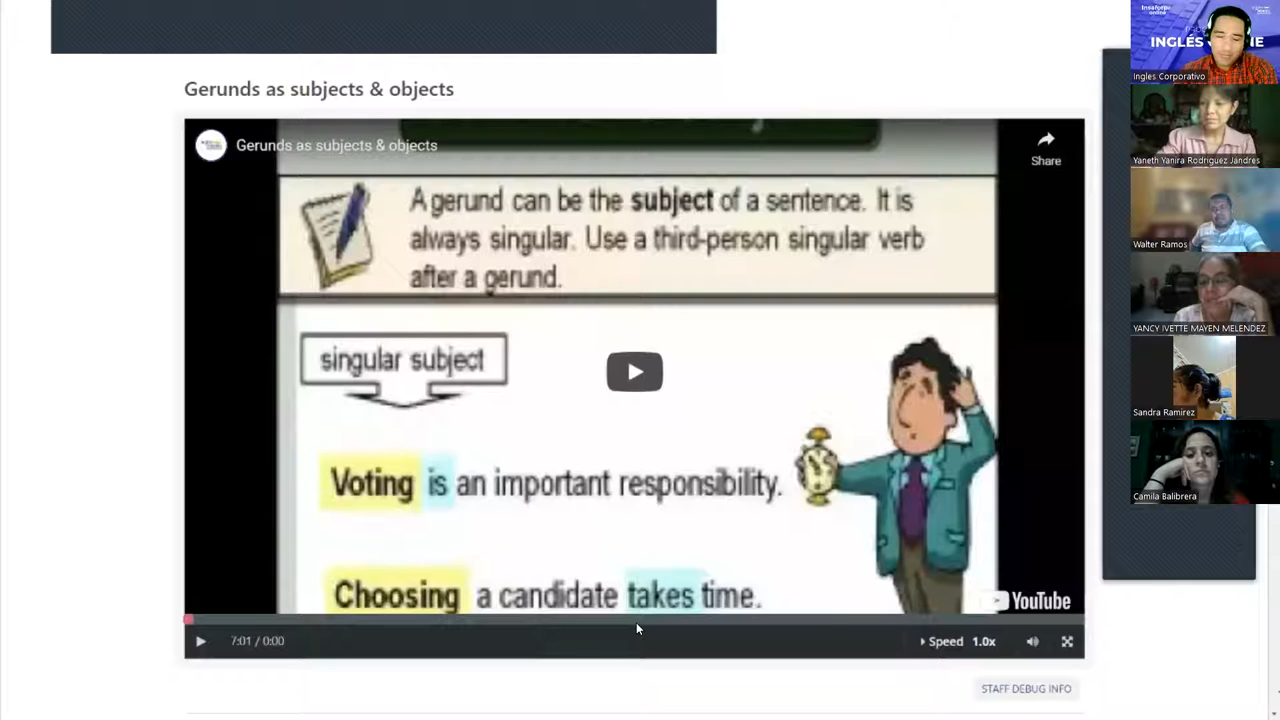 Gerunds as subjects & objects
Gerunds as subjects & objects
Share
A gerund can be the subject of a sentence. It is
always singular. Use a third-person singular verb
after a gerund.
singular subject
Voting is an important responsibility.
Choosing a candidate takes time.
YouTube
7:01 / 0:00
Speed 1.0x
STAFF DEBUG INFO
INGLÉS
Ingles Corporativo
Yaneth Yanira Rodriguez Jandres
Walter Ramos
YANCY IVETTE MAYEN MELENDEZ
Sandra Ramirez
Camila Balibrera